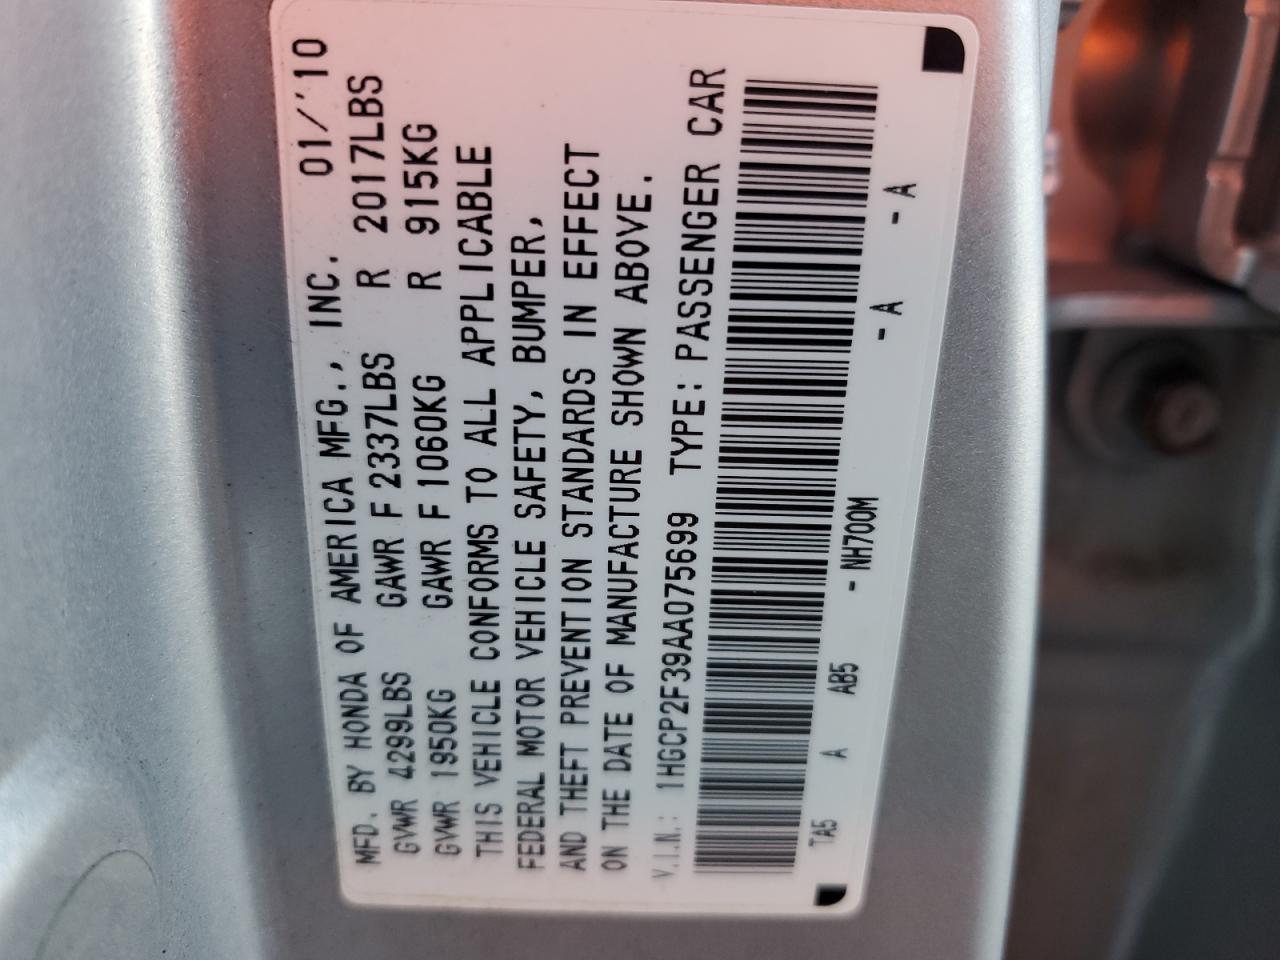 MFD. BY HONDA OF AMERICA MFG., INC. 01/'10
GVWR 4299LBS GAWR F 2337LBS R 2017LBS
GVWR 1950KG GAWR F 1060KG R 915KG
THIS VEHICLE CONFORMS TO ALL APPLICABLE
FEDERAL MOTOR VEHICLE SAFETY, BUMPER,
AND THEFT PREVENTION STANDARDS IN EFFECT
ON THE DATE OF MANUFACTURE SHOWN ABOVE.
V.I.N.: 1HGCP2F39AA075699 TYPE: PASSENGER CAR
TA5 A AB5 - NH700M - A - A